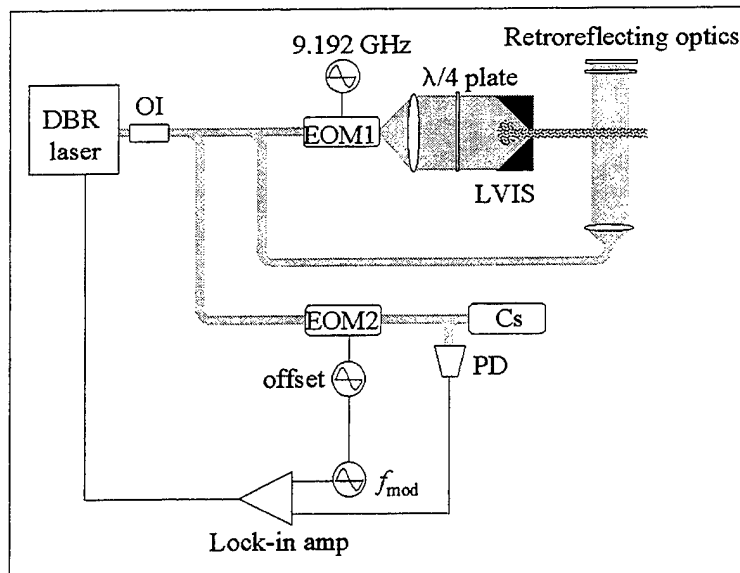 9.192 GHz
Retroreflecting optics
λ/4 plate
OI
DBR
laser
EOM1
LVIS
EOM2
Cs
offset
PD
fmod
Lock-in amp